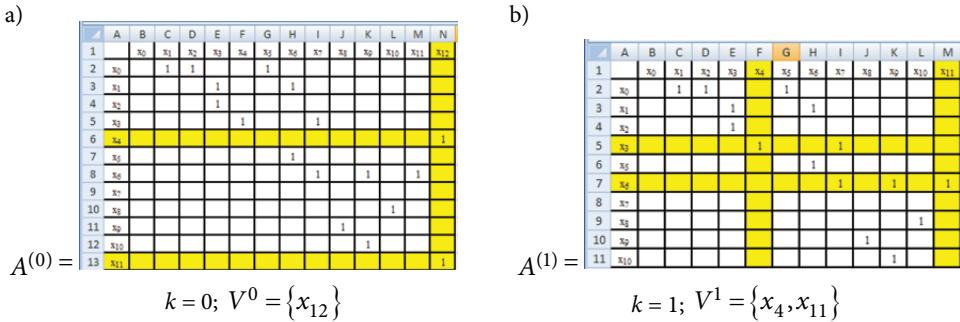 a)
A B C D E F G H I J K L M N
1 x0 x1 x2 x3 x4 x5 x6 x7 x8 x9 x10 x11 x12
2 x0 1 1 1
3 x1 1 1
4 x2 1
5 x3 1 1
6 x4 1
7 x5 1
8 x6 1 1 1
9 x7
10 x8 1
11 x9 1
12 x10 1
13 x11 1
A^(0) =
k = 0; V^0 = {x12}
b)
A B C D E F G H I J K L M
1 x0 x1 x2 x3 x4 x5 x6 x7 x8 x9 x10 x11
2 x0 1 1 1
3 x1 1 1
4 x2 1
5 x3 1 1
6 x5 1
7 x6 1 1 1
8 x7
9 x8 1
10 x9 1
11 x10 1
A^(1) =
k = 1; V^1 = {x4, x11}